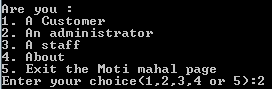 Are you :
1. A Customer
2. An administrator
3. A staff
4. About
5. Exit the Moti mahal page
Enter your choice(1,2,3,4 or 5):2